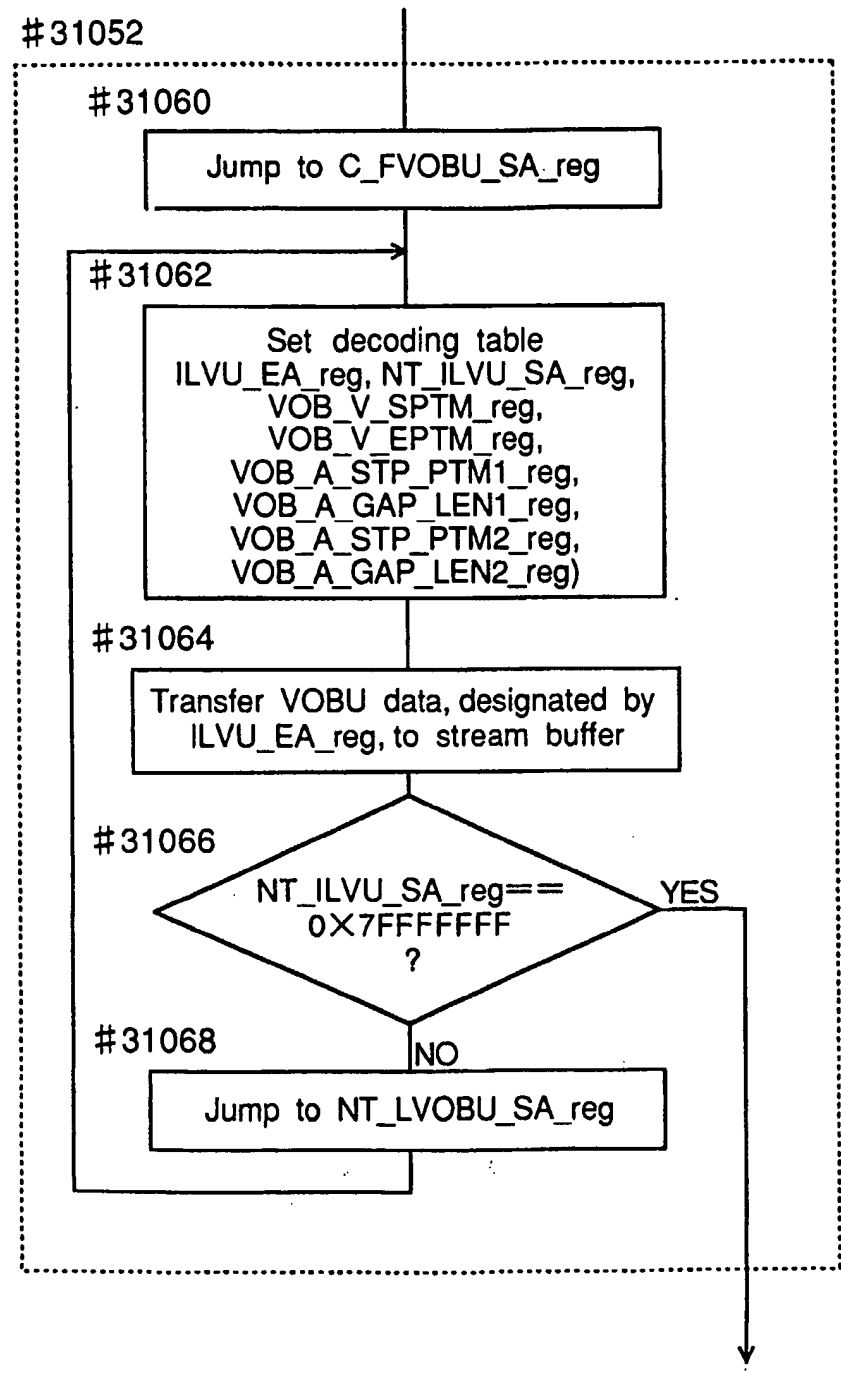 #31052
#31060
Jump to C_FVOBU_SA_reg
#31062
Set decoding table
ILVU_EA_reg, NT_ILVU_SA_reg,
VOB_V_SPTM_reg,
VOB_V_EPTM_reg,
VOB_A_STP_PTM1_reg,
VOB_A_GAP_LEN1_reg,
VOB_A_STP_PTM2_reg,
VOB_A_GAP_LEN2_reg)
#31064
Transfer VOBU data, designated by
ILVU_EA_reg, to stream buffer
#31066
NT_ILVU_SA_reg==
0X7FFFFFFF
?
YES
#31068
NO
Jump to NT_LVOBU_SA_reg